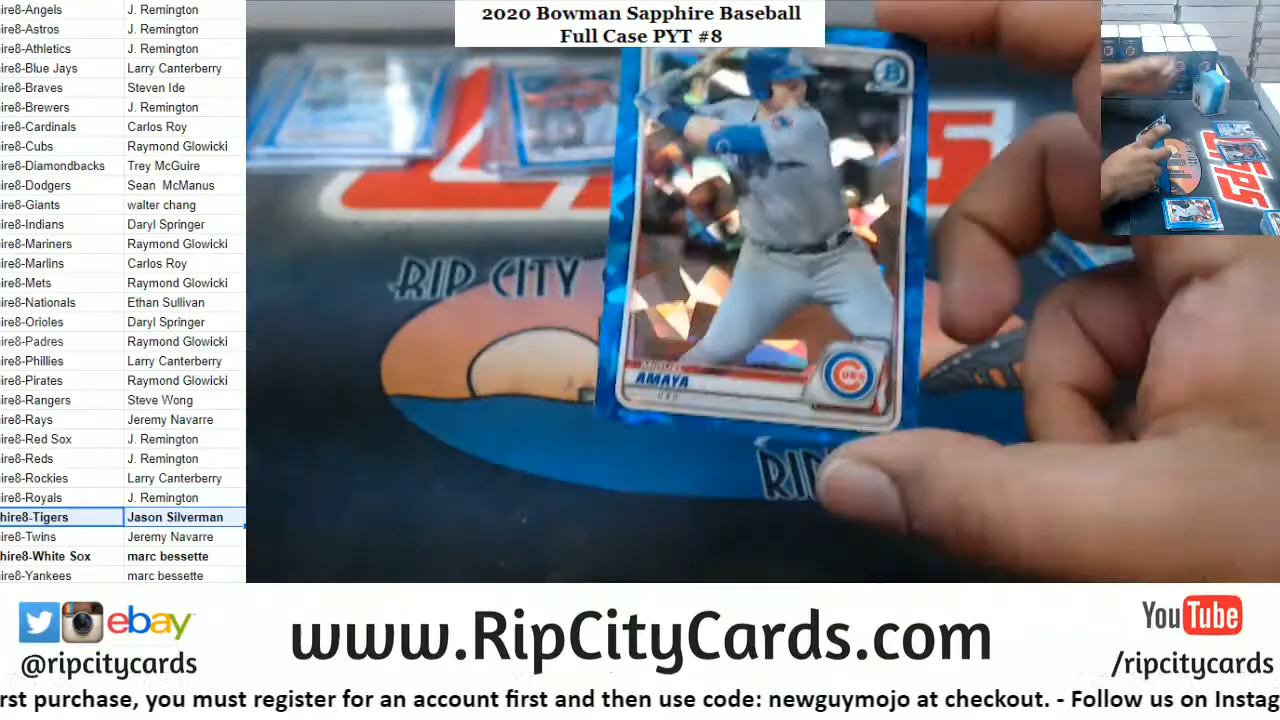 2020 Bowman Sapphire Baseball
Full Case PYT #8
ire8-Angels J. Remington
ire8-Astros J. Remington
ire8-Athletics J. Remington
ire8-Blue Jays Larry Canterberry
ire8-Braves Steven Ide
ire8-Brewers J. Remington
ire8-Cardinals Carlos Roy
ire8-Cubs Raymond Glowicki
ire8-Diamondbacks Trey McGuire
ire8-Dodgers Sean McManus
ire8-Giants walter chang
ire8-Indians Daryl Springer
ire8-Mariners Raymond Glowicki
ire8-Marlins Carlos Roy
ire8-Mets Raymond Glowicki
ire8-Nationals Ethan Sullivan
ire8-Orioles Daryl Springer
ire8-Padres Raymond Glowicki
ire8-Phillies Larry Canterberry
ire8-Pirates Raymond Glowicki
ire8-Rangers Steve Wong
ire8-Rays Jeremy Navarre
ire8-Red Sox J. Remington
ire8-Reds J. Remington
ire8-Rockies Larry Canterberry
ire8-Royals J. Remington
hire8-Tigers Jason Silverman
ire8-Twins Jeremy Navarre
hire8-White Sox marc bessette
ire8-Yankees marc bessette
RIP CITY
MIGUEL
AMAYA
CUBS
RIP
ebay
@ripcitycards
www.RipCityCards.com
YouTube
/ripcitycards
rst purchase, you must register for an account first and then use code: newguymojo at checkout. - Follow us on Instag